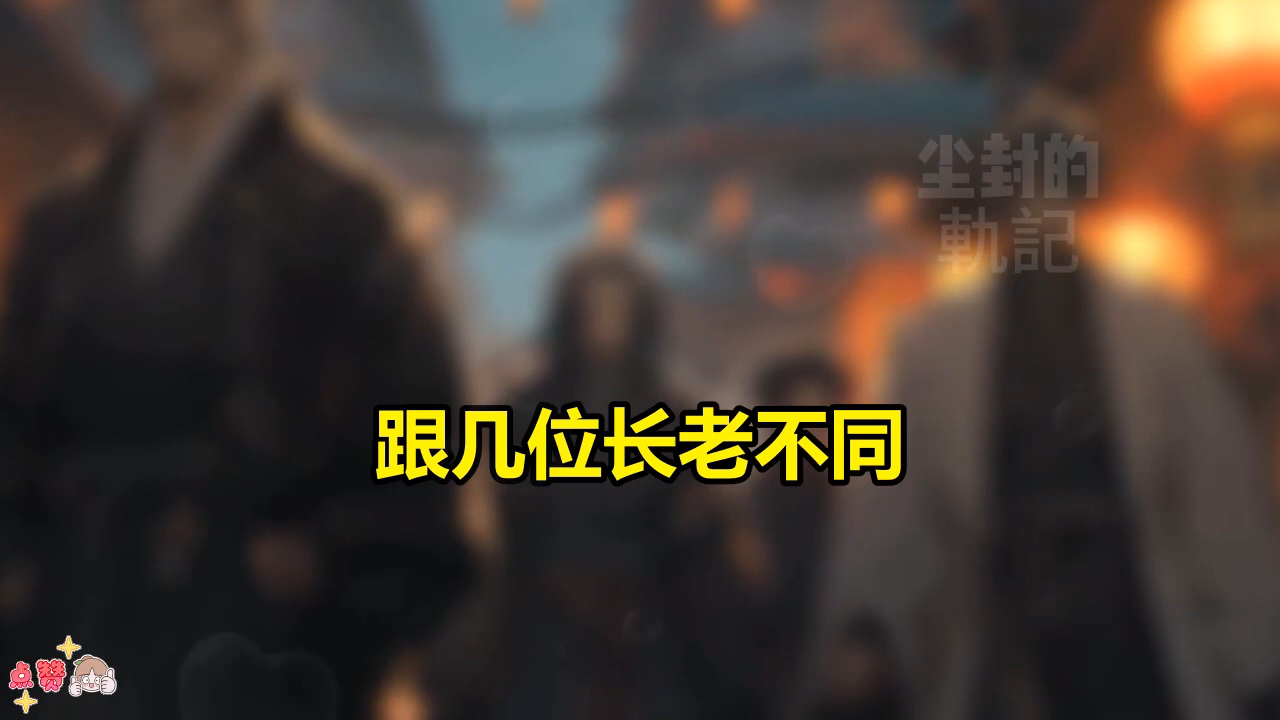 尘封的
軌記
跟几位长老不同
点赞